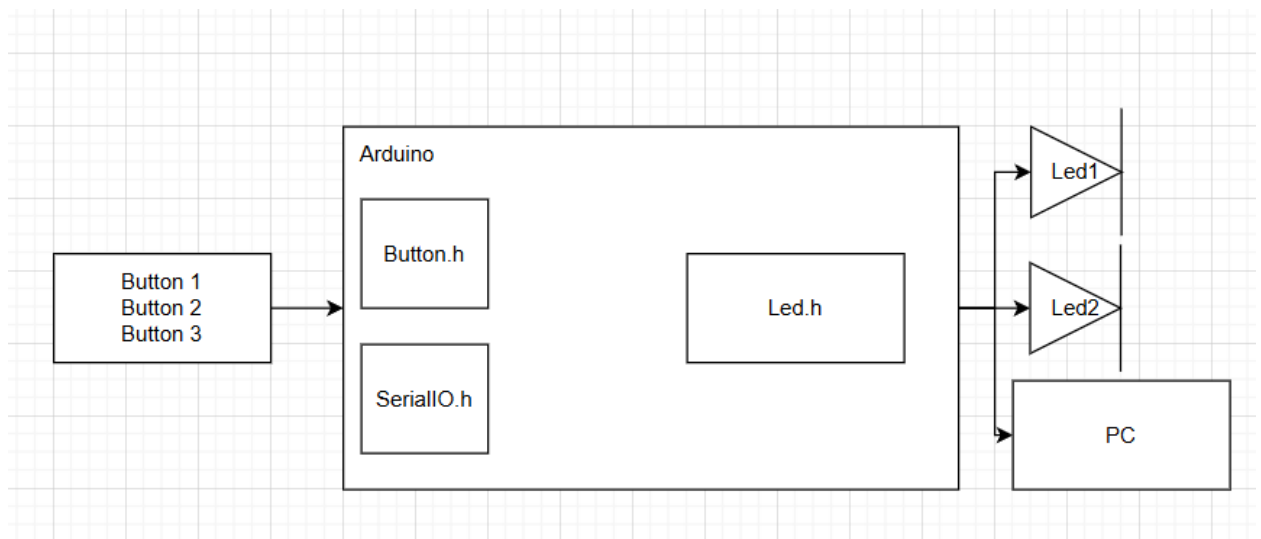 Arduino
Button.h
SerialIO.h
Button 1
Button 2
Button 3
Led.h
Led1
Led2
PC